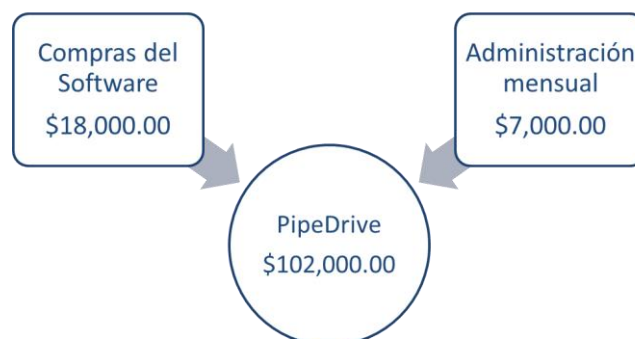 Compras del
Software
$18,000.00
Administración
mensual
$7,000.00
PipeDrive
$102,000.00